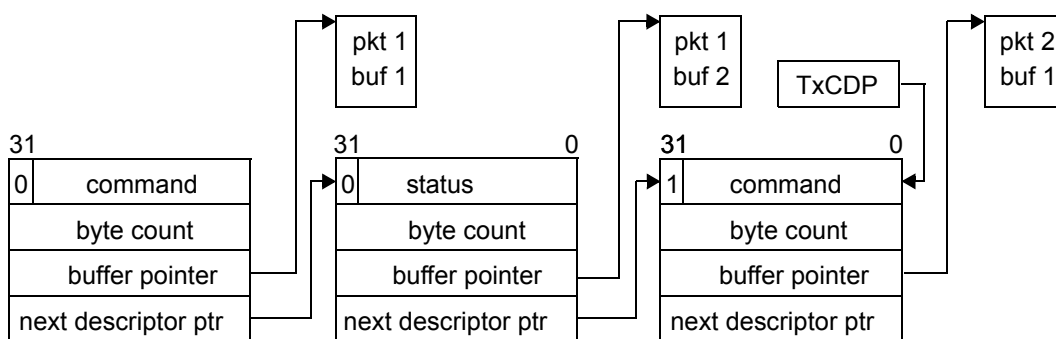 pkt 1
buf 1
pkt 1
buf 2
pkt 2
buf 1
TxCDP
31
31 0
31 0
0 command
byte count
buffer pointer
next descriptor ptr
0 status
byte count
buffer pointer
next descriptor ptr
1 command
byte count
buffer pointer
next descriptor ptr